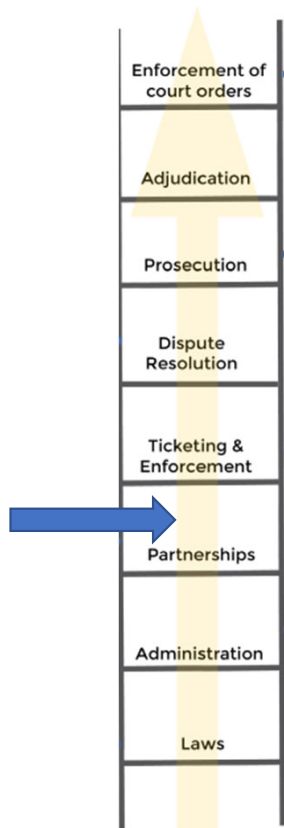 Enforcement of
court orders
Adjudication
Prosecution
Dispute
Resolution
Ticketing &
Enforcement
Partnerships
Administration
Laws